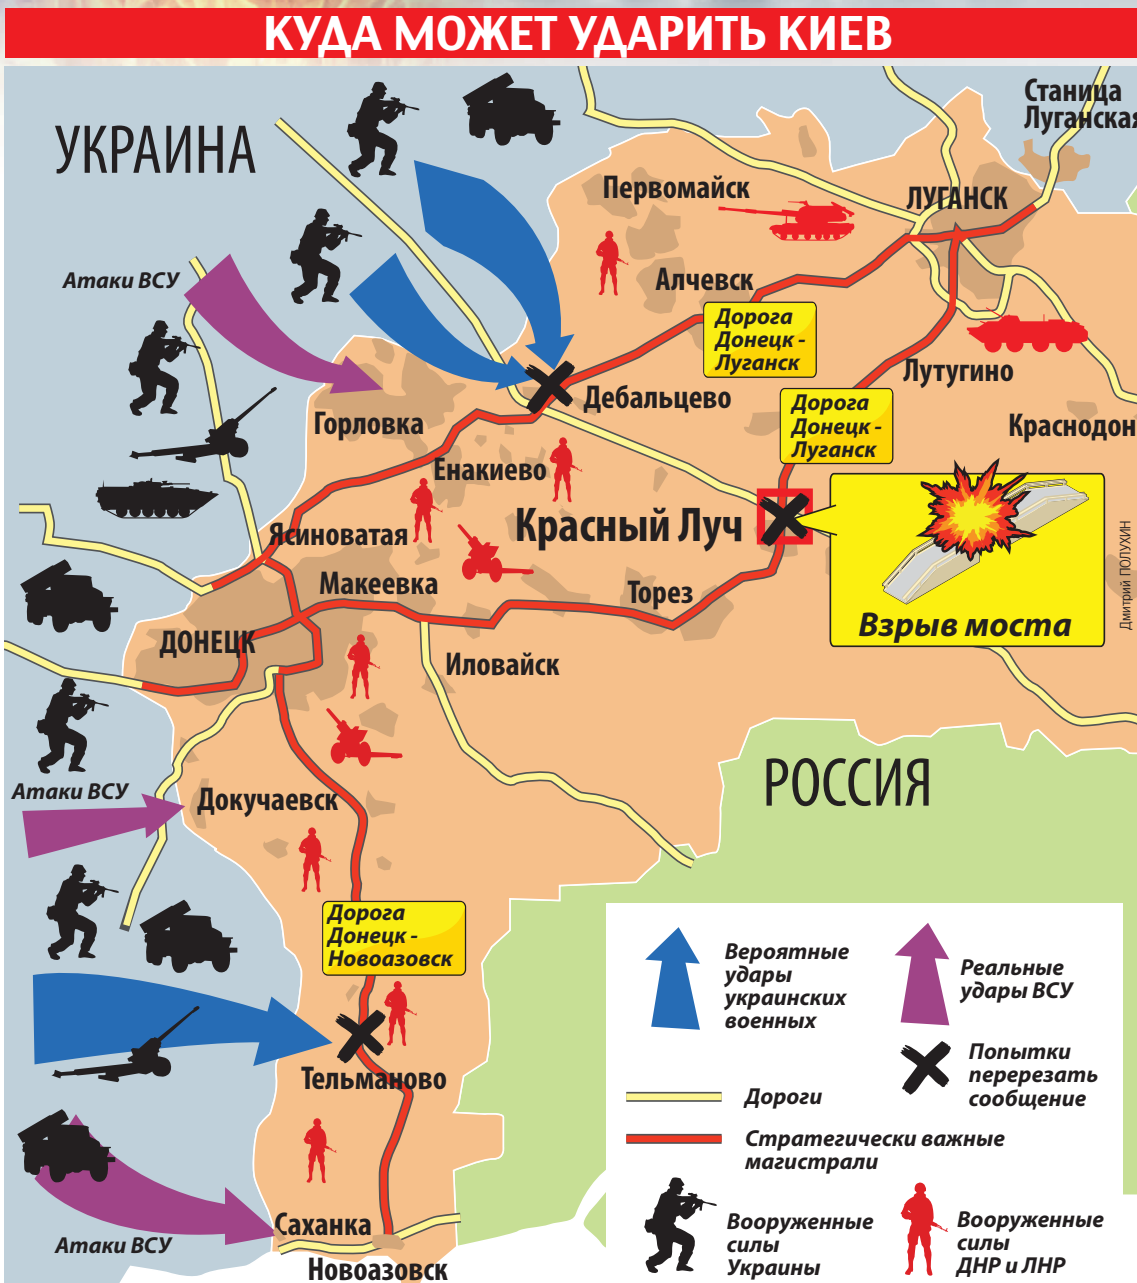 КУДА МОЖЕТ УДАРИТЬ КИЕВ
УКРАИНА
Станица
Луганская
Первомайск
ЛУГАНСК
Атаки ВСУ
Алчевск
Дорога
Донецк -
Луганск
Лутугино
Дебальцево
Дорога
Донецк -
Луганск
Горловка
Краснодон
Енакиево
Красный Луч
Ясиноватая
Макеевка
Торез
Взрыв моста
Дмитрий ПОЛУХИН
ДОНЕЦК
Иловайск
РОССИЯ
Атаки ВСУ
Докучаевск
Дорога
Донецк -
Новоазовск
Тельманово
Саханка
Атаки ВСУ
Новоазовск
Вероятные
удары
украинских
военных
Реальные
удары ВСУ
Попытки
перерезать
сообщение
Дороги
Стратегически важные
магистрали
Вооруженные
силы
Украины
Вооруженные
силы
ДНР и ЛНР